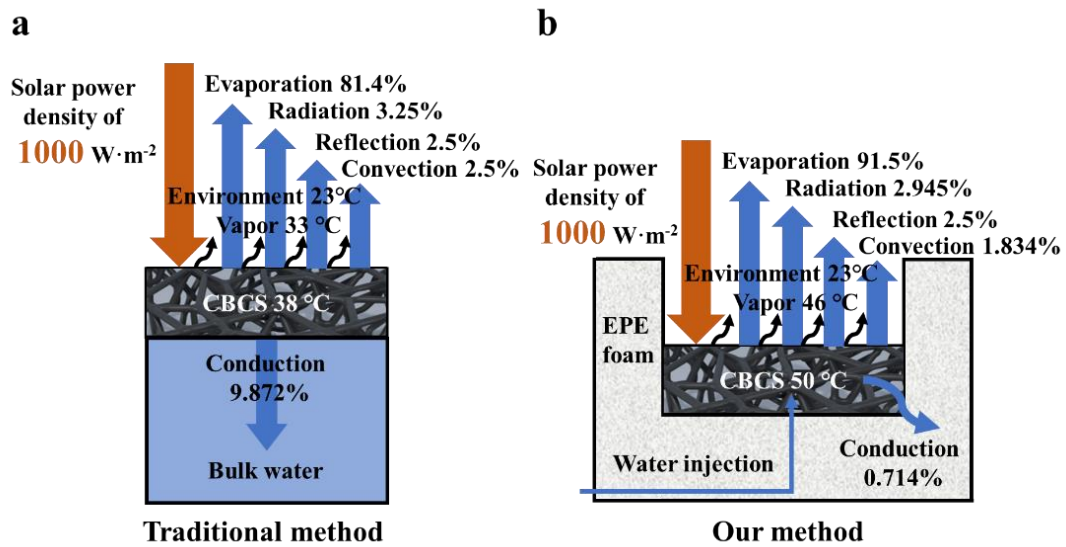 a
Solar power
density of
1000 W·m-2
Evaporation 81.4%
Radiation 3.25%
Reflection 2.5%
Convection 2.5%
Environment 23℃
Vapor 33 ℃
CBCS 38 ℃
Conduction
9.872%
Bulk water
Traditional method
b
Solar power
density of
1000 W·m-2
Evaporation 91.5%
Radiation 2.945%
Reflection 2.5%
Convection 1.834%
Environment 23℃
Vapor 46 ℃
EPE
foam
CBCS 50 ℃
Water injection
Conduction
0.714%
Our method